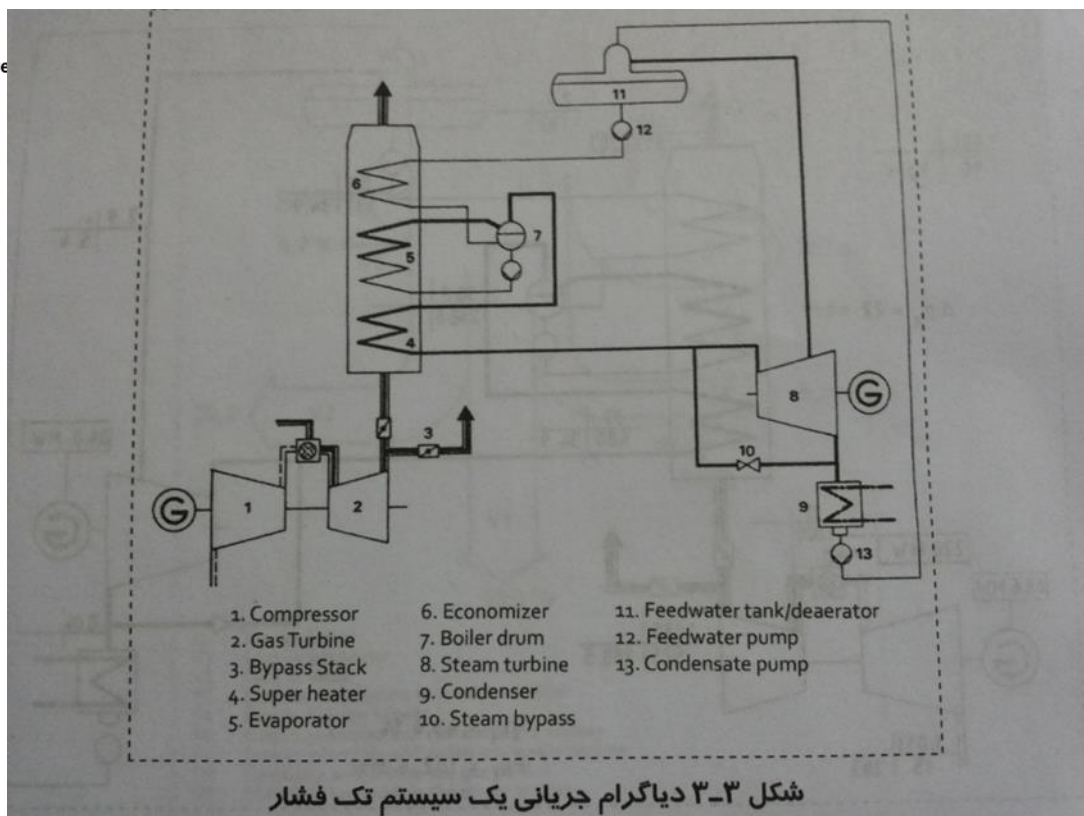 e
11
12
6
7
5
4
8
G
3
10
1
2
G
9
13
1. Compressor
2. Gas Turbine
3. Bypass Stack
4. Super heater
5. Evaporator
6. Economizer
7. Boiler drum
8. Steam turbine
9. Condenser
10. Steam bypass
11. Feedwater tank/deaerator
12. Feedwater pump
13. Condensate pump
شکل ۳-۳ دیاگرام جریانی یک سیستم تک فشار